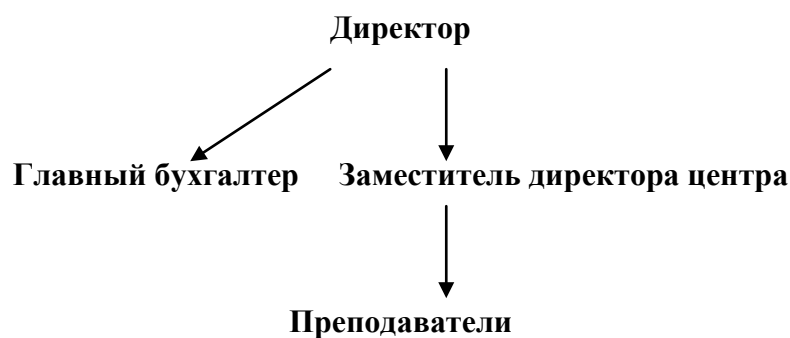 Директор
Главный бухгалтер Заместитель директора центра
Преподаватели